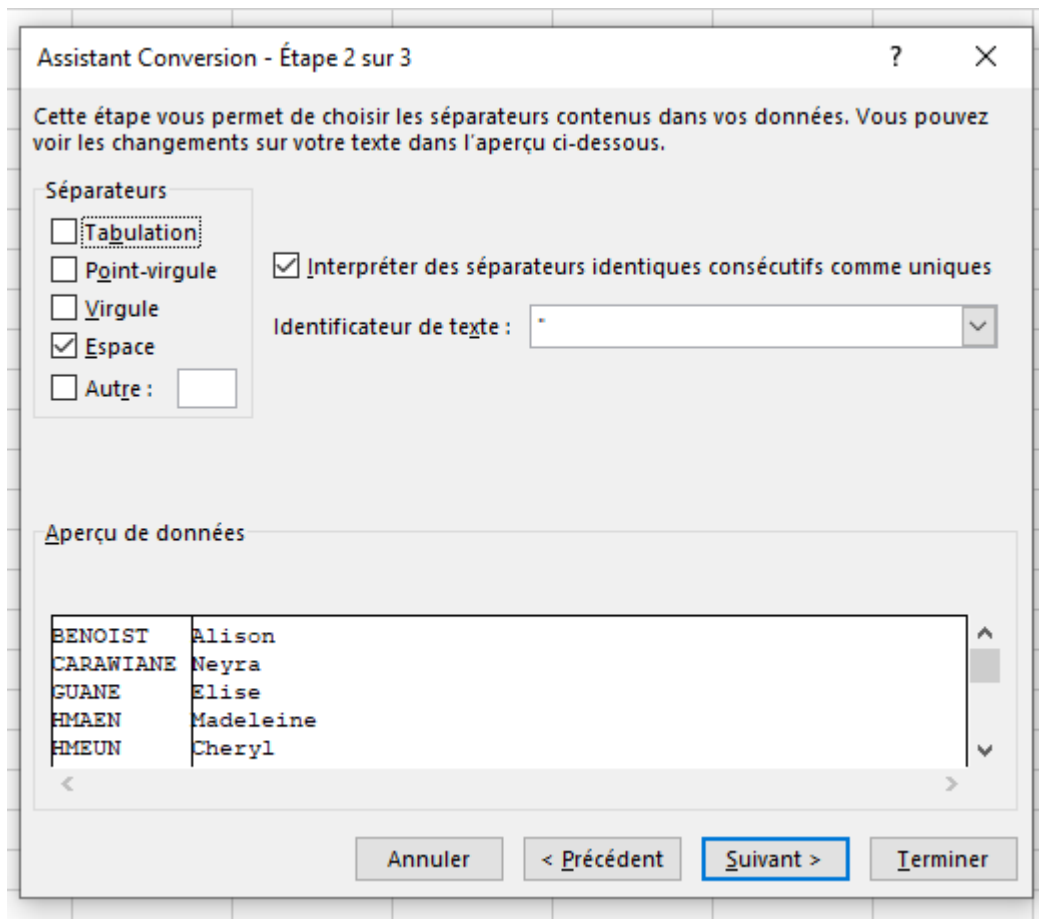 Assistant Conversion - Étape 2 sur 3
?
Cette étape vous permet de choisir les séparateurs contenus dans vos données. Vous pouvez
voir les changements sur votre texte dans l'aperçu ci-dessous.
Séparateurs
Tabulation
Point-virgule
Virgule
Espace
Autre :
Interpréter des séparateurs identiques consécutifs comme uniques
Identificateur de texte : "
Aperçu de données
BENOIST Alison
CARAWIANE Neyra
GUANE Elise
HMAEN Madeleine
HMEUN Cheryl
Annuler < Précédent Suivant > Terminer